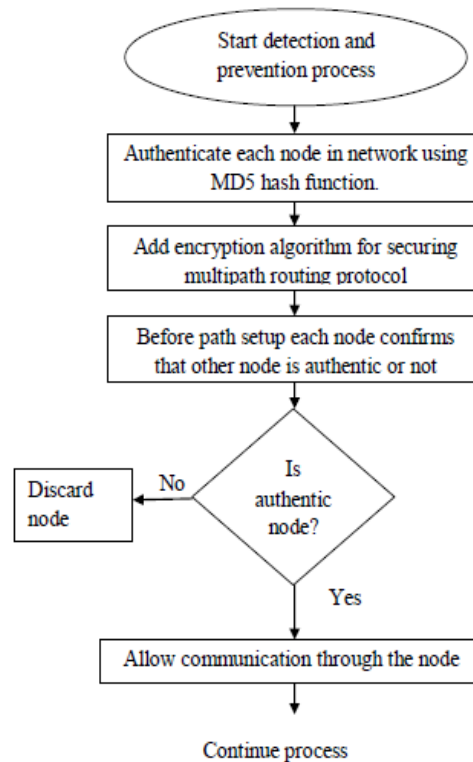 Start detection and
prevention process
Authenticate each node in network using
MD5 hash function.
Add encryption algorithm for securing
multipath routing protocol
Before path setup each node confirms
that other node is authentic or not
Is
authentic
node?
No
Discard
node
Yes
Allow communication through the node
Continue process